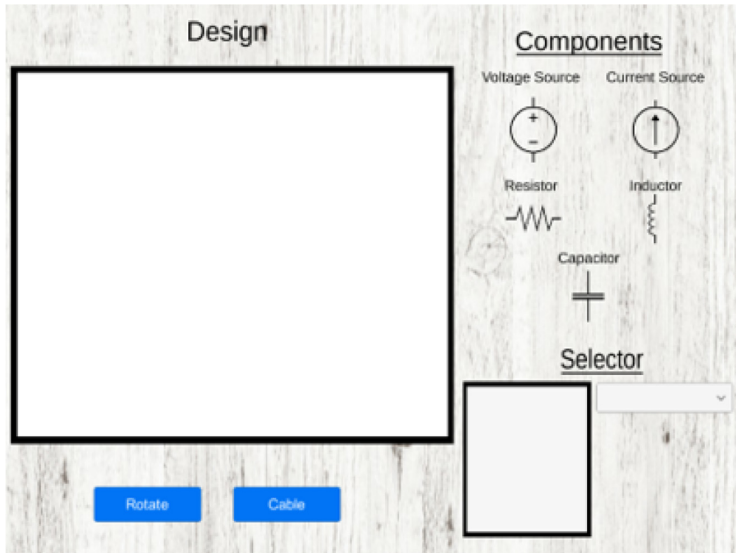 Design
Components
Voltage Source Current Source
Resistor Inductor
Capacitor
Selector
Rotate Cable